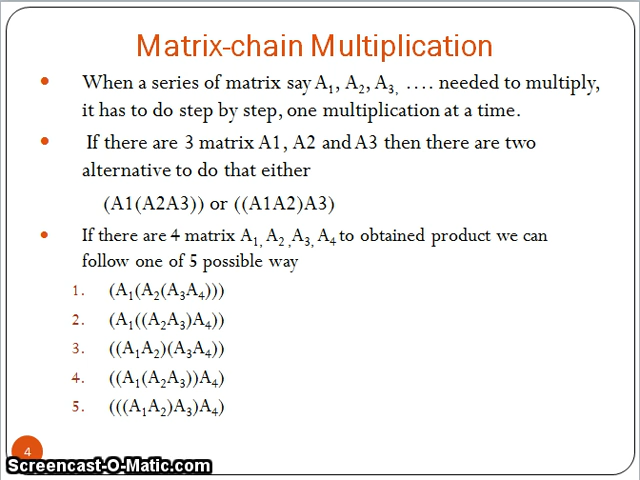 Matrix-chain Multiplication
• When a series of matrix say A₁, A₂, A₃, .... needed to multiply,
it has to do step by step, one multiplication at a time.
• If there are 3 matrix A1, A2 and A3 then there are two
alternative to do that either
(A1(A2A3)) or ((A1A2)A3)
• If there are 4 matrix A₁, A₂ ,A₃, A₄ to obtained product we can
follow one of 5 possible way
1. (A₁(A₂(A₃A₄)))
2. (A₁((A₂A₃)A₄))
3. ((A₁A₂)(A₃A₄))
4. ((A₁(A₂A₃))A₄)
5. (((A₁A₂)A₃)A₄)
4
Screencast-O-Matic.com